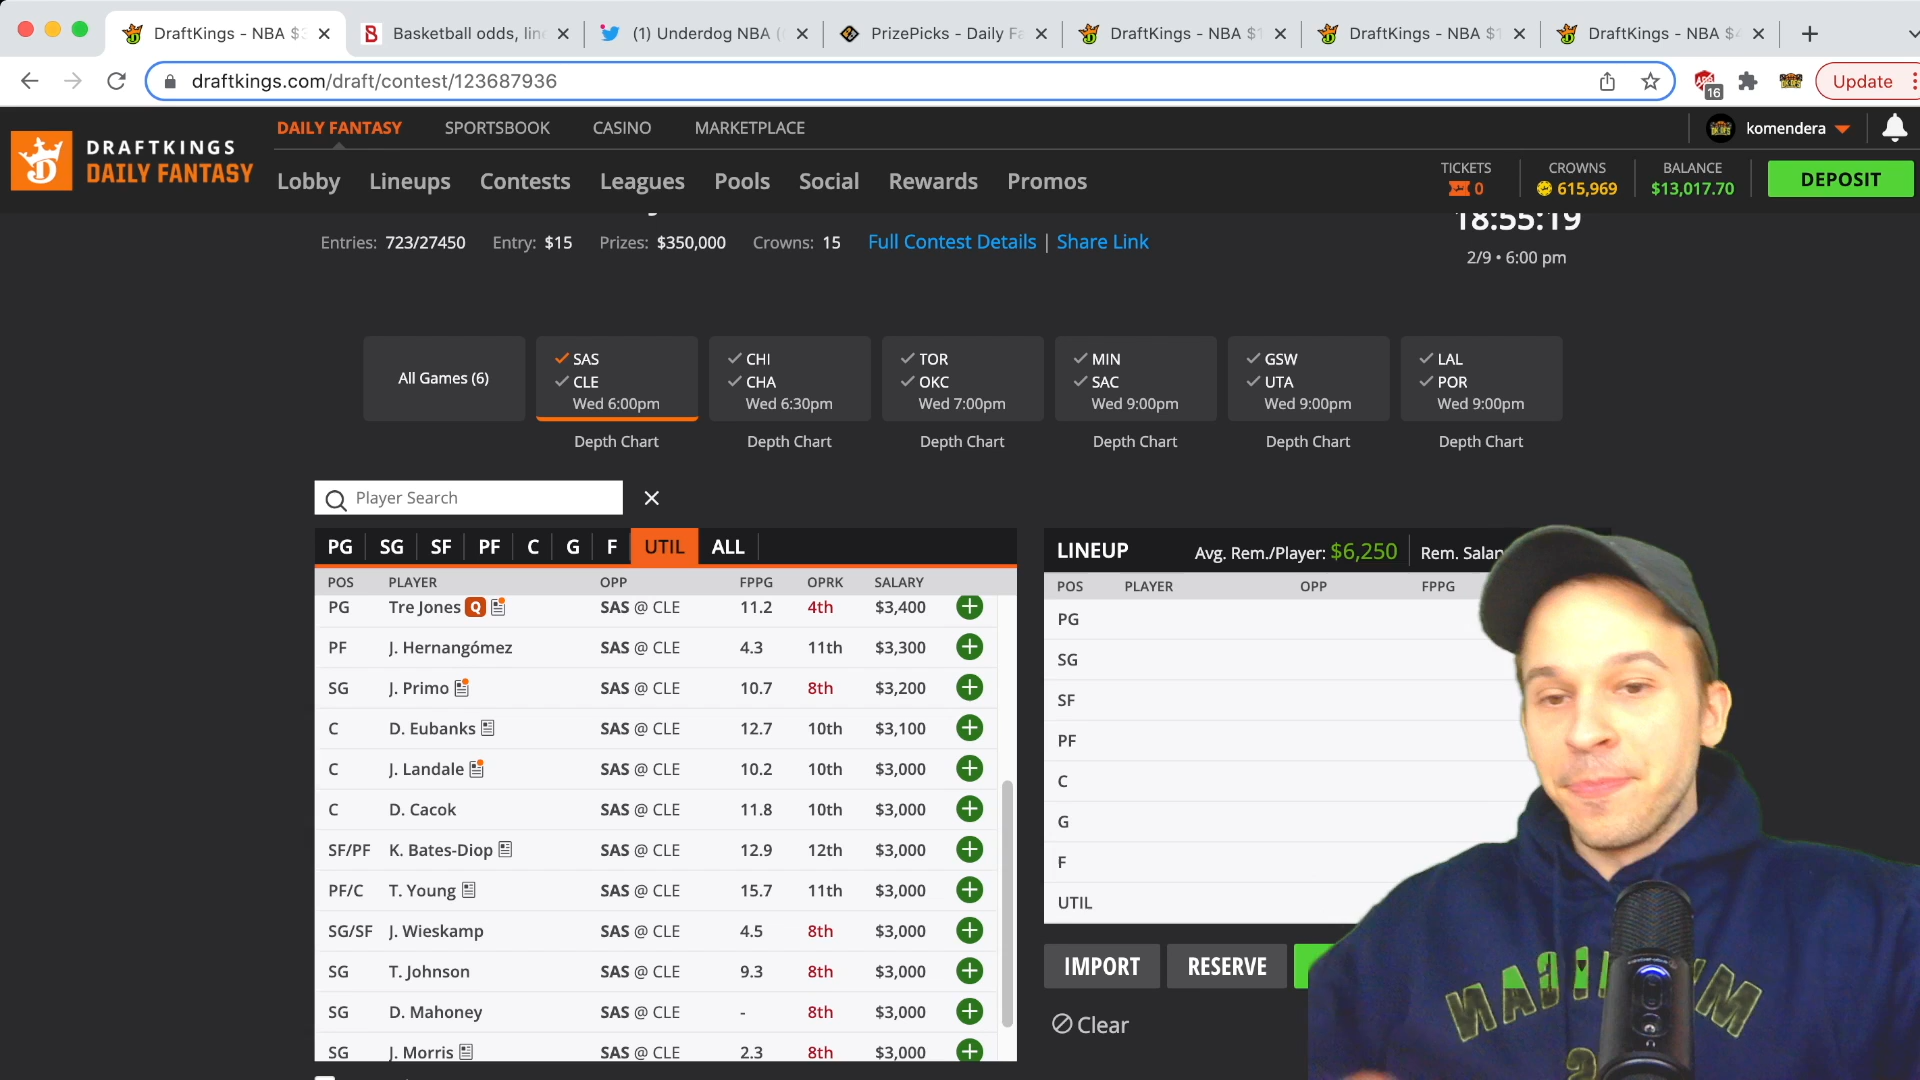 DraftKings - NBA $3
Basketball odds, line
(1) Underdog NBA (
PrizePicks - Daily Fa
DraftKings - NBA $1
DraftKings - NBA $1
DraftKings - NBA $4
draftkings.com/draft/contest/123687936
16
Update
DRAFTKINGS
DAILY FANTASY
DAILY FANTASY
SPORTSBOOK
CASINO
MARKETPLACE
komendera
Lobby
Lineups
Contests
Leagues
Pools
Social
Rewards
Promos
TICKETS
0
CROWNS
615,969
BALANCE
$13,017.70
DEPOSIT
Entries: 723/27450 Entry: $15 Prizes: $350,000 Crowns: 15 Full Contest Details | Share Link
18:55:19
2/9 • 6:00 pm
All Games (6)
SAS
CLE
Wed 6:00pm
Depth Chart
CHI
CHA
Wed 6:30pm
Depth Chart
TOR
OKC
Wed 7:00pm
Depth Chart
MIN
SAC
Wed 9:00pm
Depth Chart
GSW
UTA
Wed 9:00pm
Depth Chart
LAL
POR
Wed 9:00pm
Depth Chart
Player Search
PG SG SF PF C G F UTIL ALL
POS PLAYER OPP FPPG OPRK SALARY
PG Tre Jones Q SAS @ CLE 11.2 4th $3,400
PF J. Hernangómez SAS @ CLE 4.3 11th $3,300
SG J. Primo SAS @ CLE 10.7 8th $3,200
C D. Eubanks SAS @ CLE 12.7 10th $3,100
C J. Landale SAS @ CLE 10.2 10th $3,000
C D. Cacok SAS @ CLE 11.8 10th $3,000
SF/PF K. Bates-Diop SAS @ CLE 12.9 12th $3,000
PF/C T. Young SAS @ CLE 15.7 11th $3,000
SG/SF J. Wieskamp SAS @ CLE 4.5 8th $3,000
SG T. Johnson SAS @ CLE 9.3 8th $3,000
SG D. Mahoney SAS @ CLE - 8th $3,000
SG J. Morris SAS @ CLE 2.3 8th $3,000
LINEUP Avg. Rem./Player: $6,250 Rem. Salar
POS PLAYER OPP FPPG
PG
SG
SF
PF
C
G
F
UTIL
IMPORT
RESERVE
Clear